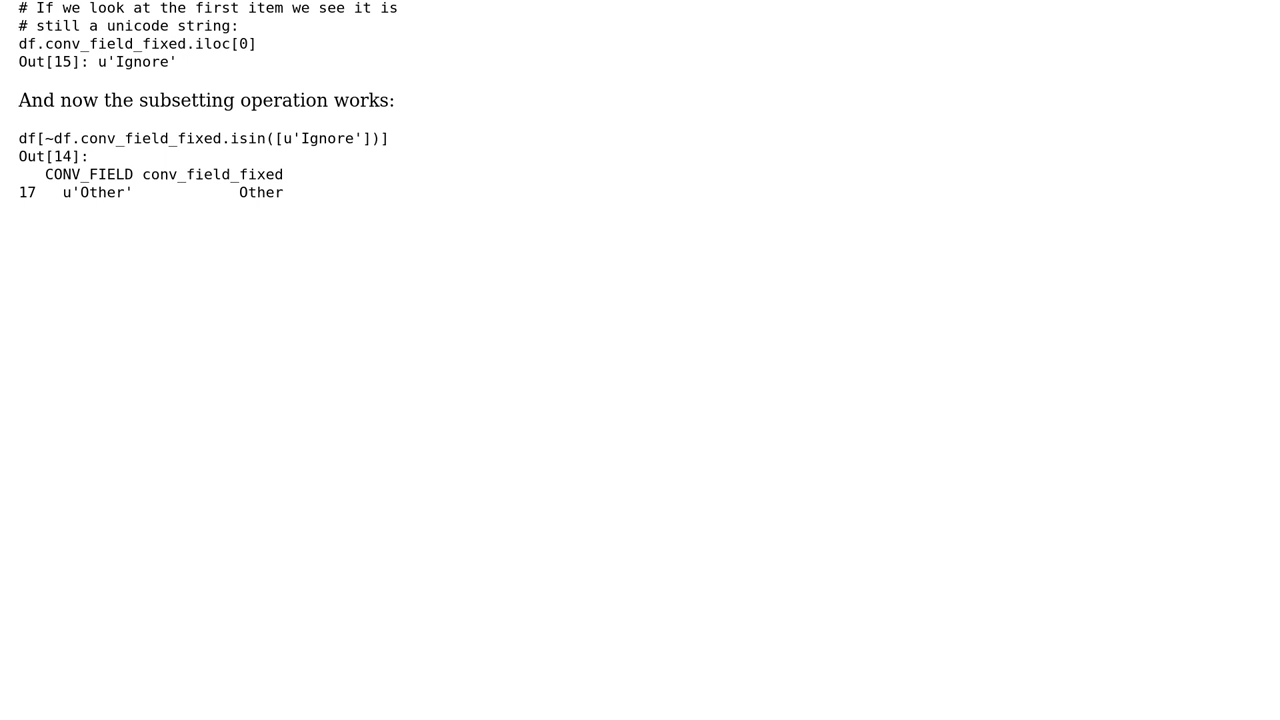 # If we look at the first item we see it is
# still a unicode string:
df.conv_field_fixed.iloc[0]
Out[15]: u'Ignore'
And now the subsetting operation works:
df[~df.conv_field_fixed.isin([u'Ignore'])]
Out[14]:
   CONV_FIELD conv_field_fixed
17   u'Other'            Other